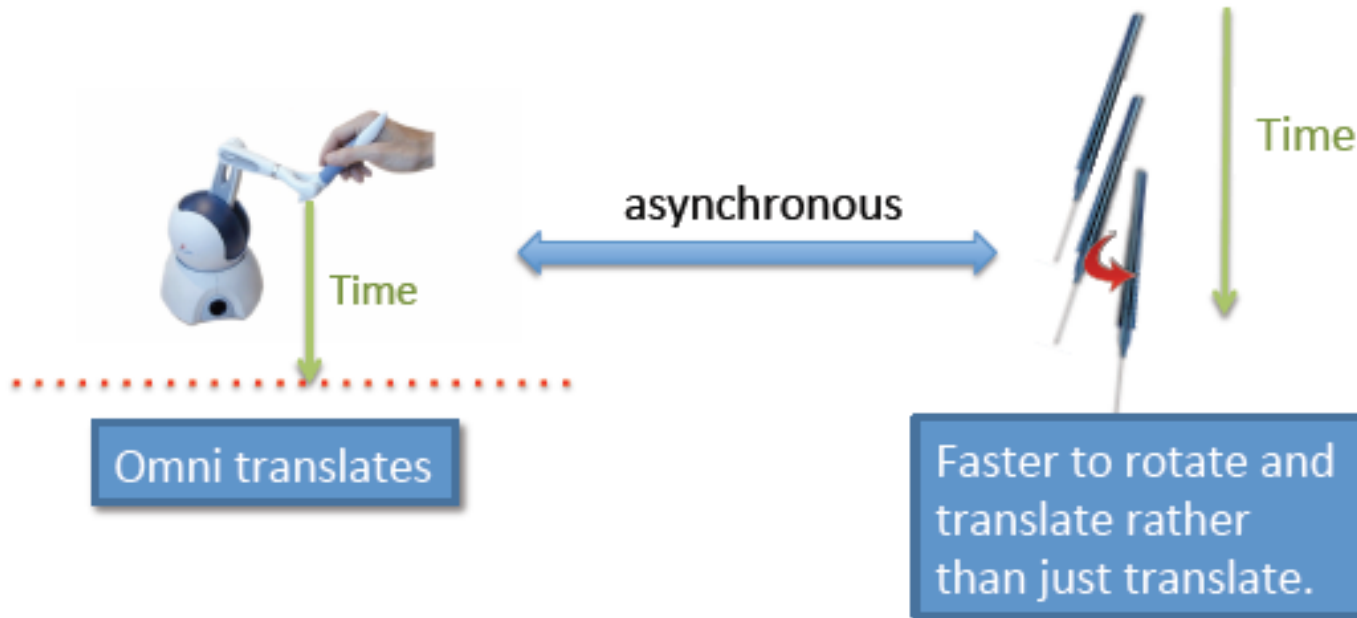 Time
asynchronous
Time
Omni translates
Faster to rotate and
translate rather
than just translate.